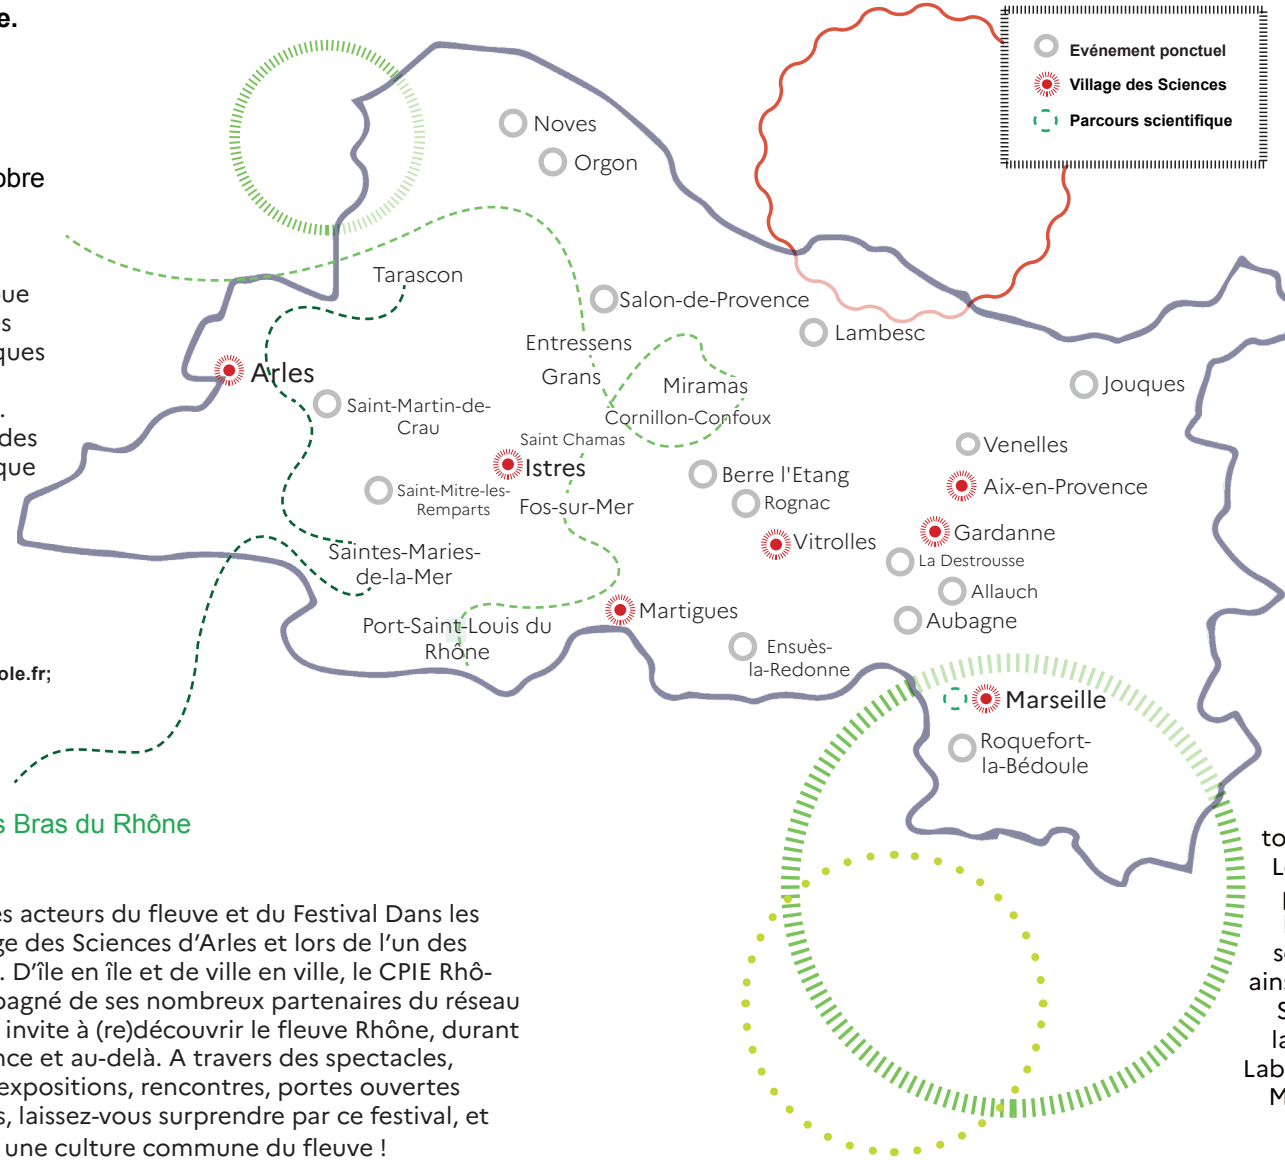 e.
Evénement ponctuel
Village des Sciences
Parcours scientifique
Noves
Orgon
obre
Tarascon
ue
es
Salon-de-Provence
Lambesc
Entressens
Grans
ques
Arles
Miramas
Jouques
Saint-Martin-de-
Crau
Cornillon-Confoux
.
des
que
Saint Chamas
Istres
Venelles
Berre l'Etang
Aix-en-Provence
Saint-Mitre-les-
Remparts
Fos-sur-Mer
Rognac
Vitrolles
Gardanne
Saintes-Maries-
de-la-Mer
La Destrousse
Allauch
Martigues
Aubagne
Port-Saint-Louis du
Rhône
Ensuès-
la-Redonne
ole.fr;
Marseille
Roquefort-
la-Bédoule
s Bras du Rhône
es acteurs du fleuve et du Festival Dans les
ge des Sciences d'Arles et lors de l'un des
. D'île en île et de ville en ville, le CPIE Rhô-
pagné de ses nombreux partenaires du réseau
invite à (re)découvrir le fleuve Rhône, durant
nce et au-delà. A travers des spectacles,
expositions, rencontres, portes ouvertes
s, laissez-vous surprendre par ce festival, et
une culture commune du fleuve !
to
L
s
ains
S
la
Lab
M